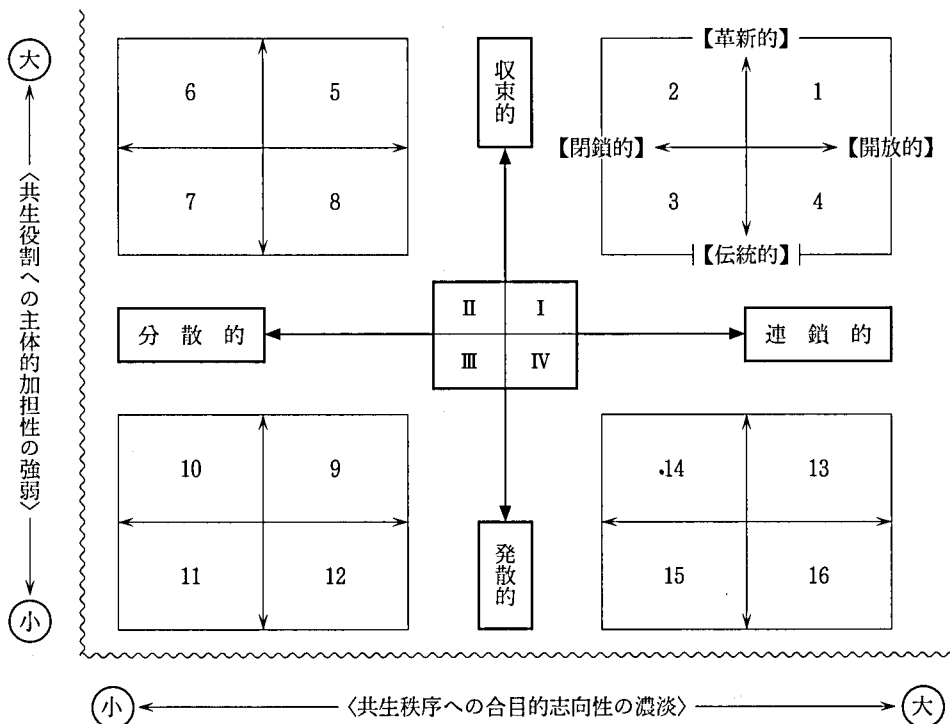 大
〈共生役割への主体的加担性の強弱〉
小
6 5
7 8
収束的
【革新的】
2 1
【閉鎖的】 【開放的】
3 4
【伝統的】
分散的
Ⅱ Ⅰ
Ⅲ Ⅳ
連鎖的
10 9
11 12
発散的
14 13
15 16
小 〈共生秩序への合目的志向性の濃淡〉 大